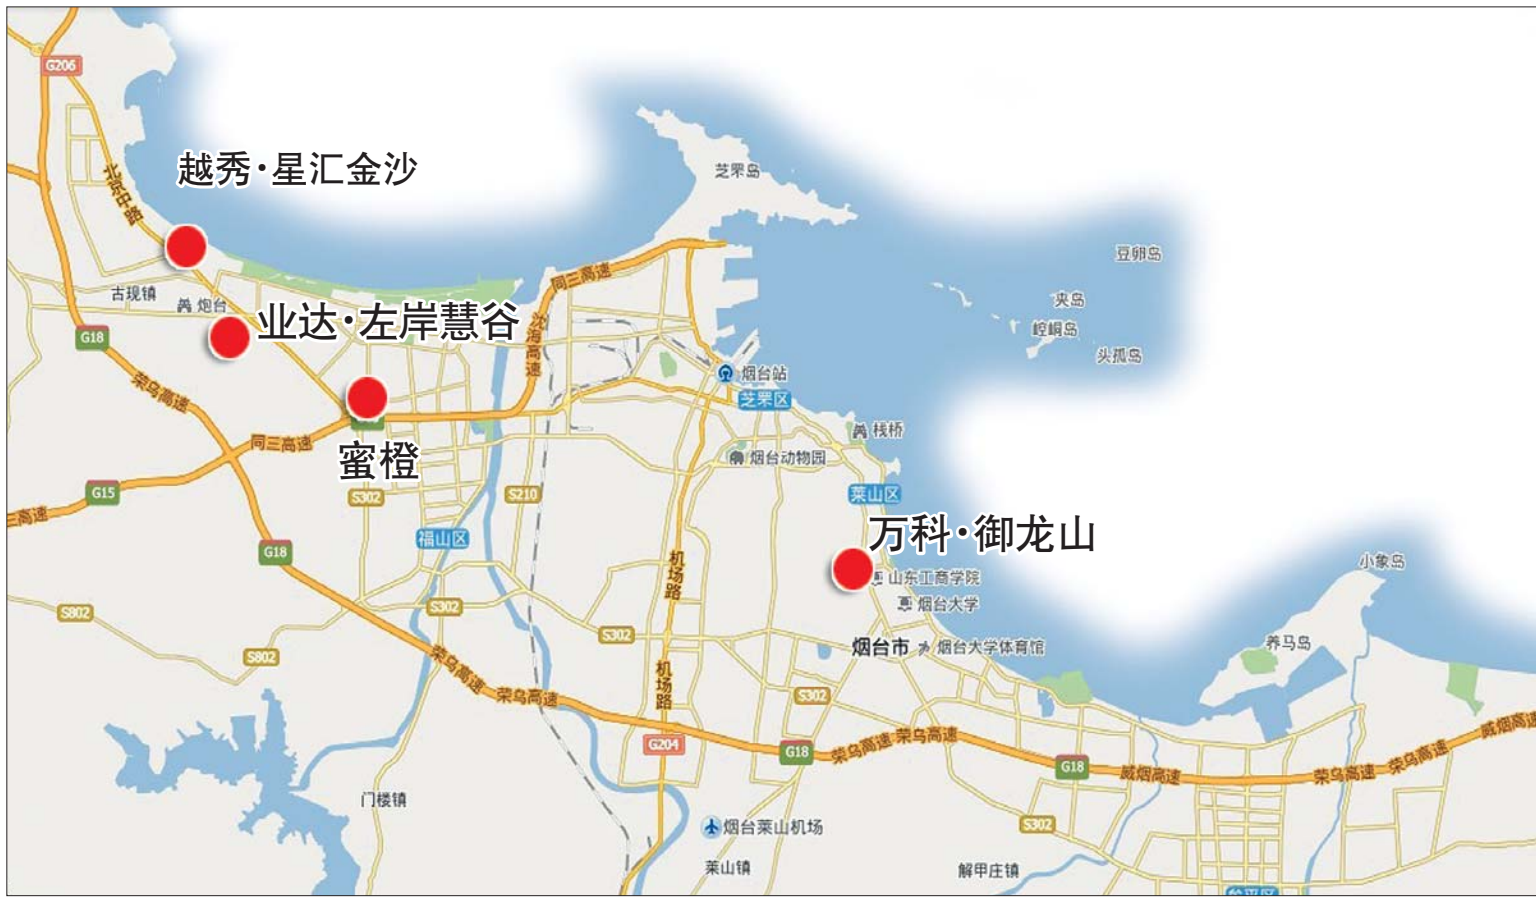 G206
越秀·星汇金沙
芝罘岛
北京中路
豆卵岛
同三高速
古现镇
炮台
夹岛
业达·左岸慧谷
沈海高速
崆峒岛
G18
头孤岛
烟台站
荣乌高速
芝罘区
栈桥
同三高速
蜜橙
烟台动物园
G15
S302
S210
莱山区
三高速
万科·御龙山
福山区
G18
机场路
小象岛
山东工商学院
S802
S302
烟台大学
S302
烟台市
烟台大学体育馆
养马岛
S802
荣乌高速
机场路
荣乌高速
S302
威烟高速
G204
G18
荣乌高速
荣乌高速
G18
威烟高速
荣乌高速
荣乌高速
门楼镇
烟台莱山机场
S302
莱山镇
解甲庄镇
牟平区